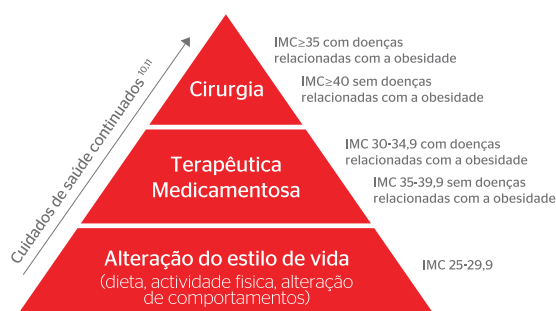 Cuidados de saúde continuados 10,11
Cirurgia
IMC≥35 com doenças
relacionadas com a obesidade
IMC≥40 sem doenças
relacionadas com a obesidade
Terapêutica
Medicamentosa
IMC 30-34,9 com doenças
relacionadas com a obesidade
IMC 35-39,9 sem doenças
relacionadas com a obesidade
Alteração do estilo de vida
(dieta, actividade fisica, alteração
de comportamentos)
IMC 25-29,9